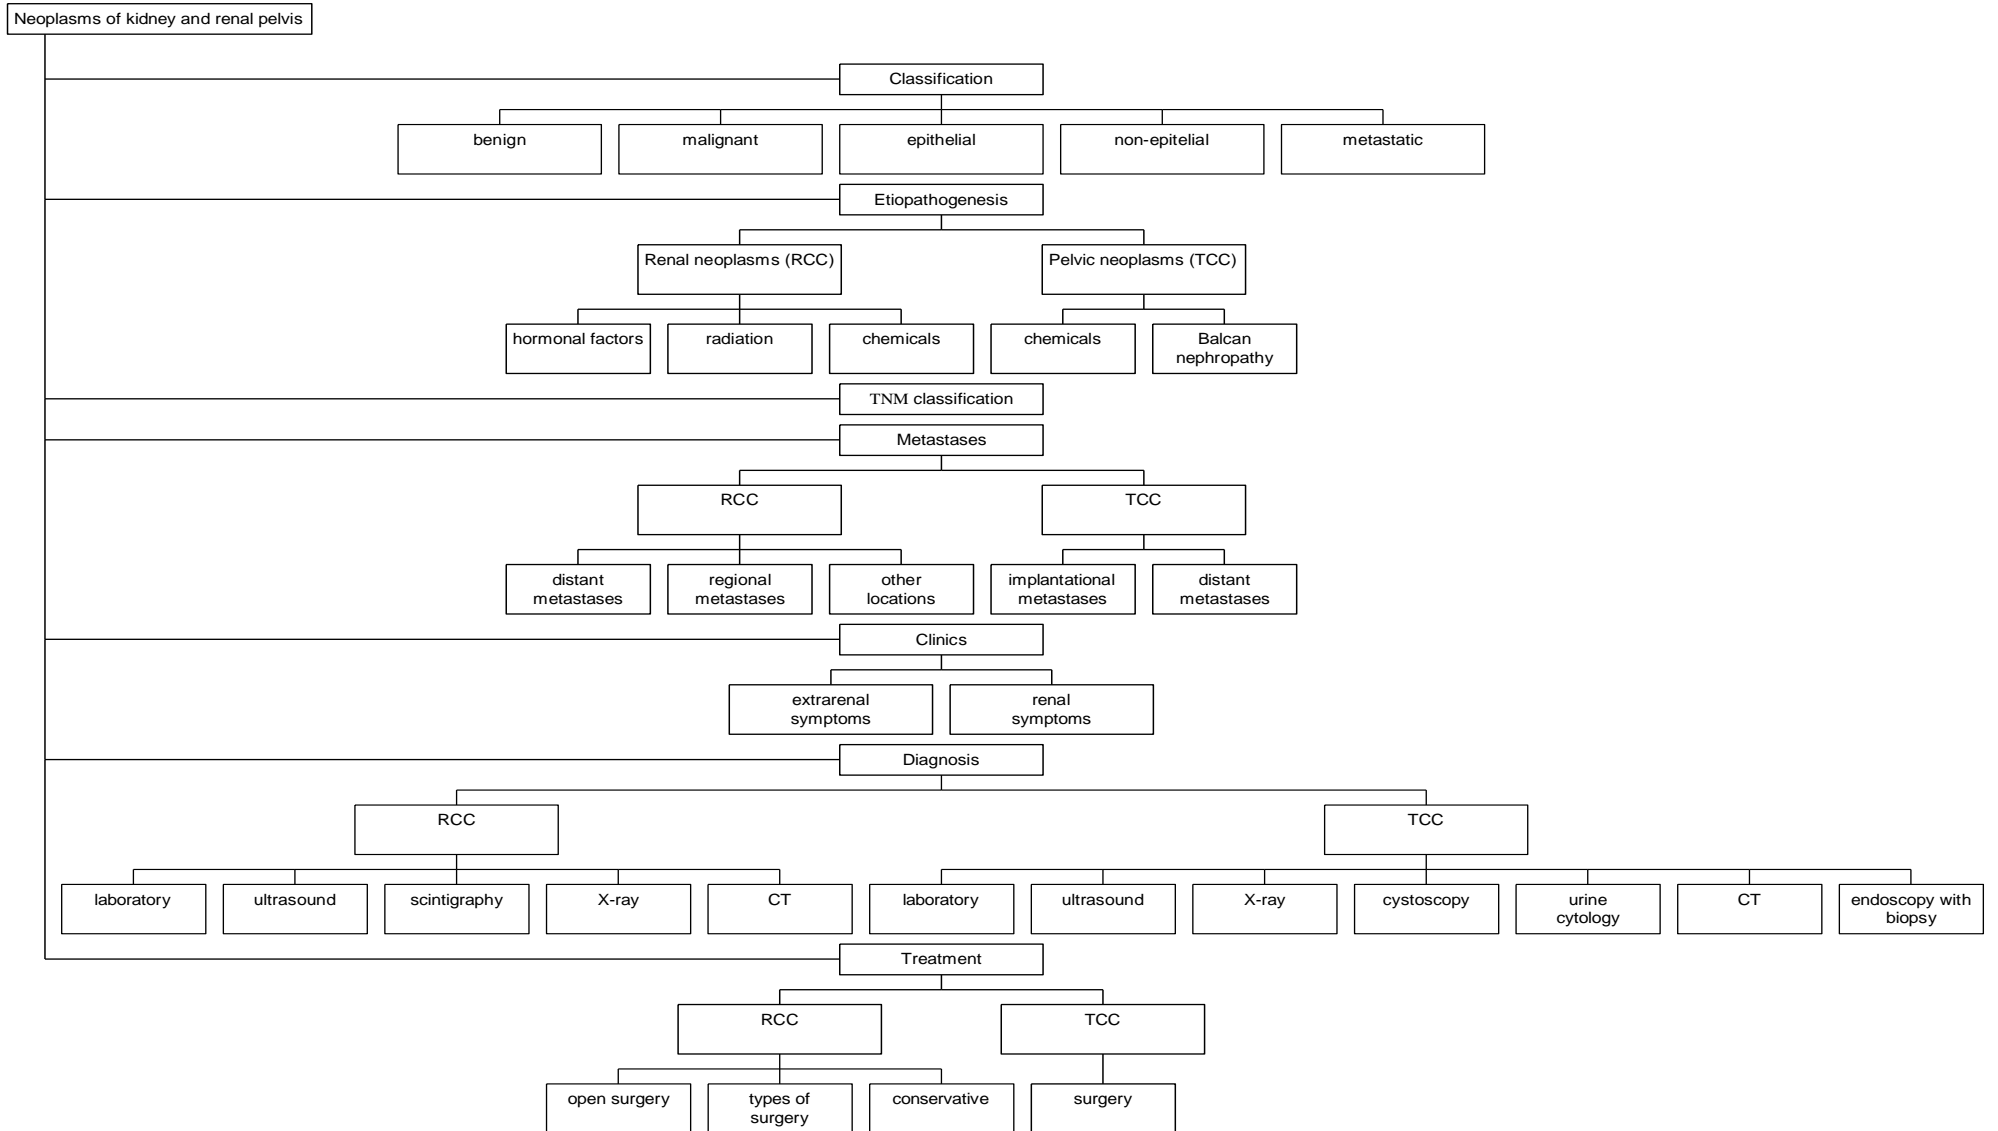 Neoplasms of kidney and renal pelvis
Classification
benign
malignant
epithelial
non-epitelial
metastatic
Etiopathogenesis
Renal neoplasms (RCC)
Pelvic neoplasms (TCC)
hormonal factors
radiation
chemicals
chemicals
Balcan
nephropathy
TNM classification
Metastases
RCC
TCC
distant
metastases
regional
metastases
other
locations
implantational
metastases
distant
metastases
Clinics
extrarenal
symptoms
renal
symptoms
Diagnosis
RCC
TCC
laboratory
ultrasound
scintigraphy
X-ray
CT
laboratory
ultrasound
X-ray
cystoscopy
urine
cytology
CT
endoscopy with
biopsy
Treatment
RCC
TCC
open surgery
types of
surgery
conservative
surgery